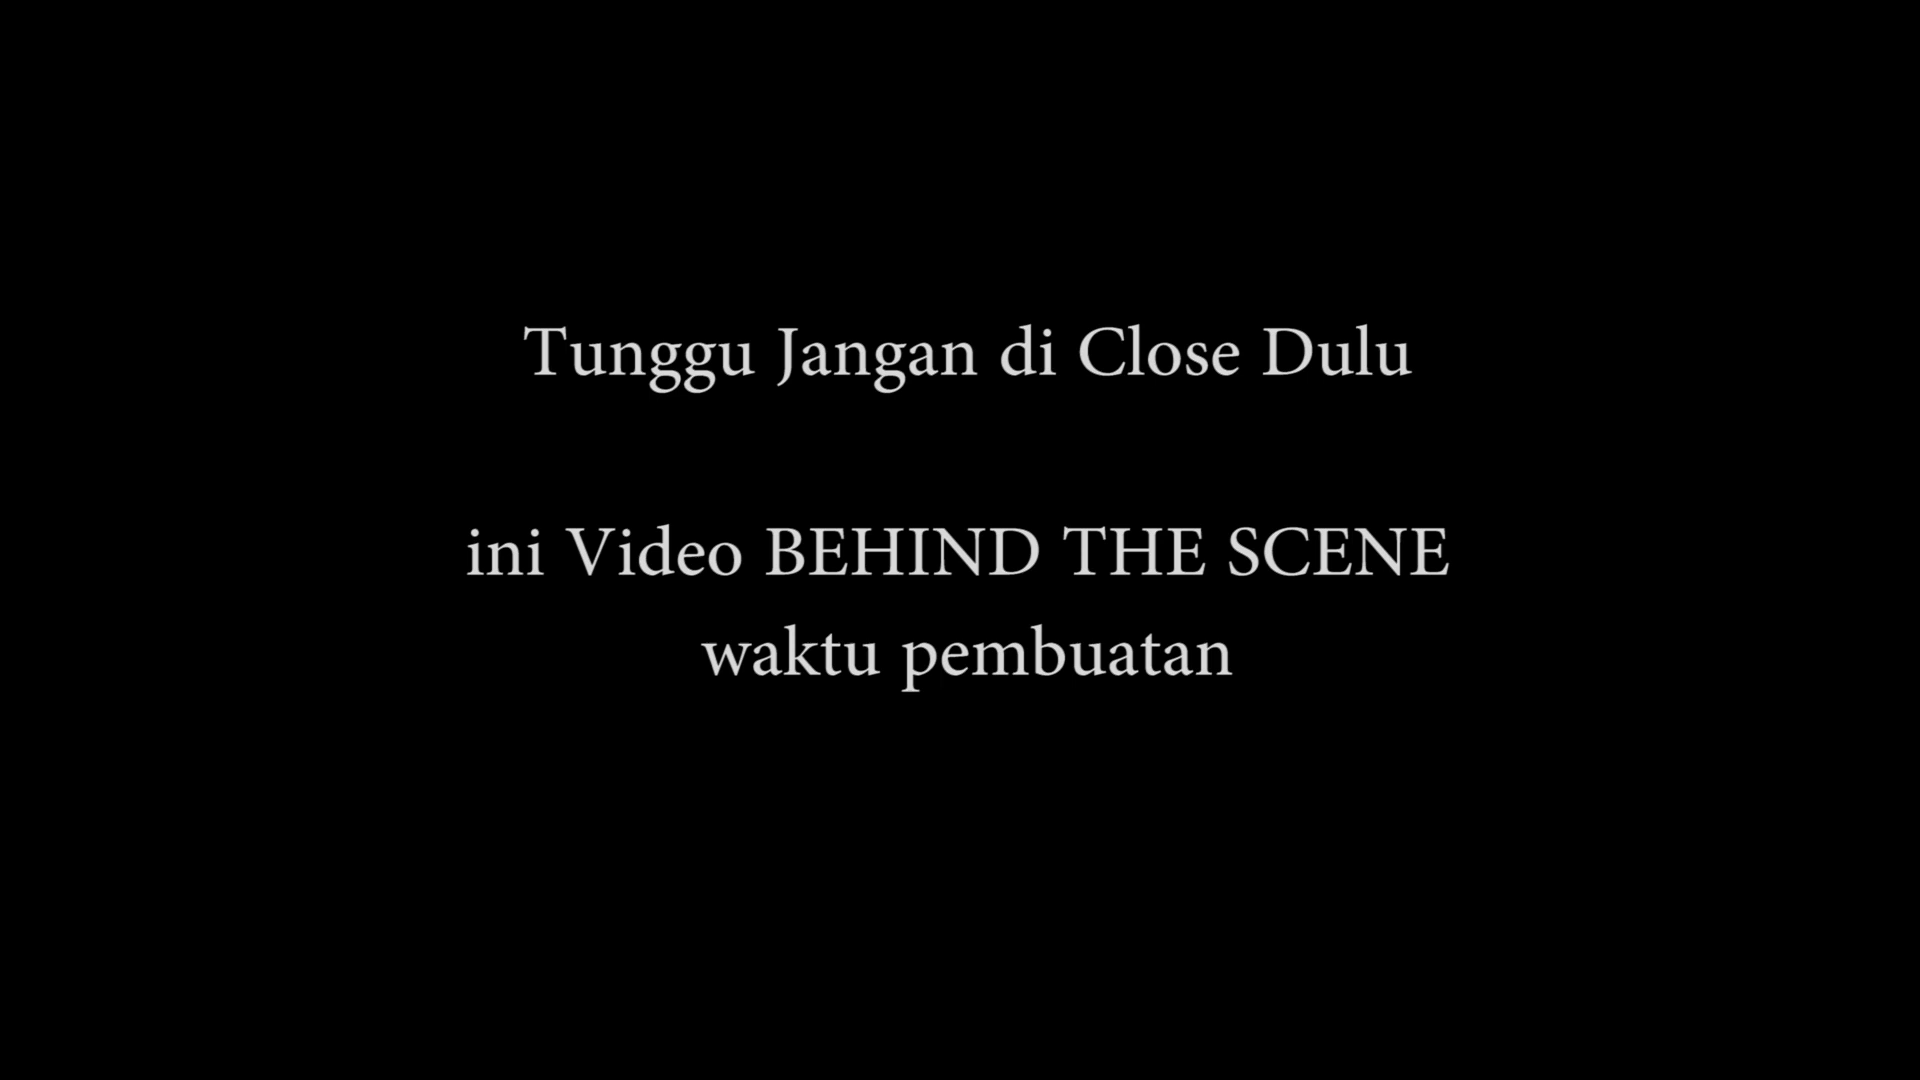 Tunggu Jangan di Close Dulu
ini Video BEHIND THE SCENE
waktu pembuatan